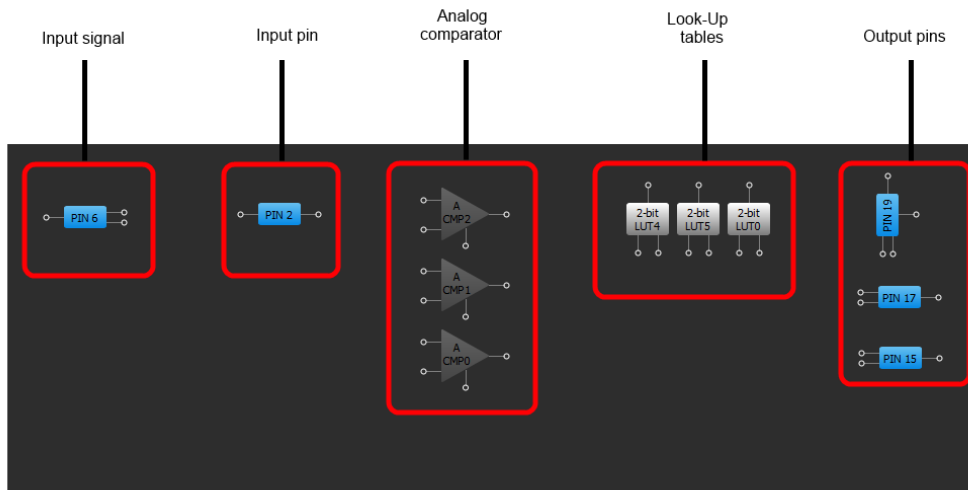 Input signal
Input pin
Analog
comparator
Look-Up
tables
Output pins
PIN 6
PIN 2
A
CMP2
A
CMP1
A
CMP0
2-bit
LUT4
2-bit
LUT5
2-bit
LUT0
PIN 19
PIN 17
PIN 15